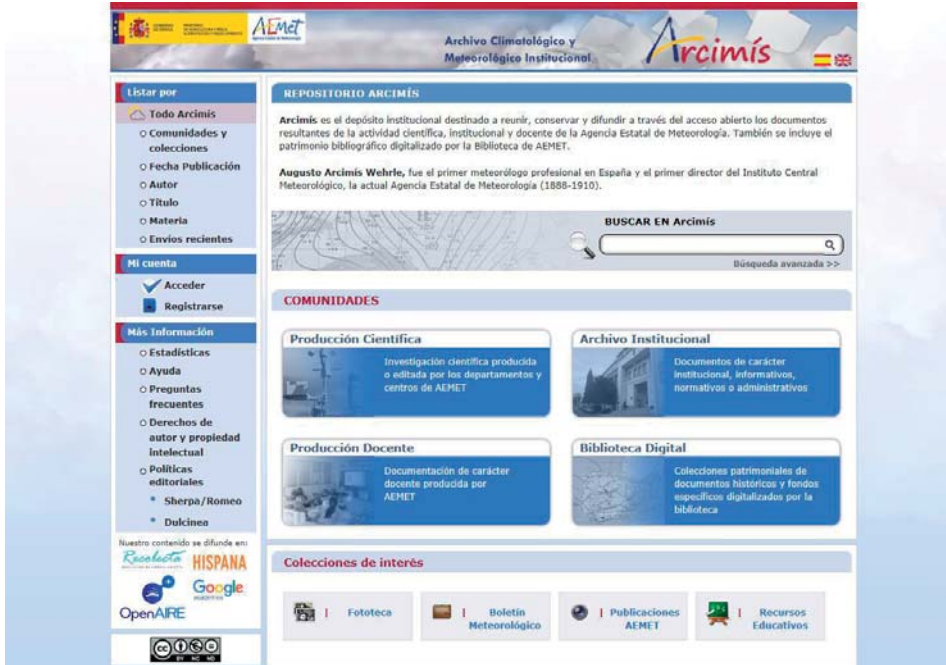 AEmet
Agencia Estatal de Meteorología
Archivo Climatológico y
Meteorológico Institucional
Arcimís
Listar por
Todo Arcimís
Comunidades y
colecciones
Fecha Publicación
Autor
Título
Materia
Envíos recientes
Mi cuenta
Acceder
Registrarse
Más Información
Estadísticas
Ayuda
Preguntas
frecuentes
Derechos de
autor y propiedad
intelectual
Políticas
editoriales
Sherpa/Romeo
Dulcinea
Nuestro contenido se difunde en:
Recolecta
HISPANA
Google
OpenAIRE
cc
BY NC ND
REPOSITORIO ARCIMÍS
Arcimís es el depósito institucional destinado a reunir, conservar y difundir a través del acceso abierto los documentos
resultantes de la actividad científica, institucional y docente de la Agencia Estatal de Meteorología. También se incluye el
patrimonio bibliográfico digitalizado por la Biblioteca de AEMET.
Augusto Arcimís Wehrle, fue el primer meteorólogo profesional en España y el primer director del Instituto Central
Meteorológico, la actual Agencia Estatal de Meteorología (1888-1910).
BUSCAR EN Arcimís
Búsqueda avanzada >>
COMUNIDADES
Producción Científica
Investigación científica producida
o editada por los departamentos y
centros de AEMET
Archivo Institucional
Documentos de carácter
institucional, informativos,
normativos o administrativos
Producción Docente
Documentación de carácter
docente producida por
AEMET
Biblioteca Digital
Colecciones patrimoniales de
documentos históricos y fondos
específicos digitalizados por la
biblioteca
Colecciones de interés
Fototeca
Boletín
Meteorológico
Publicaciones
AEMET
Recursos
Educativos